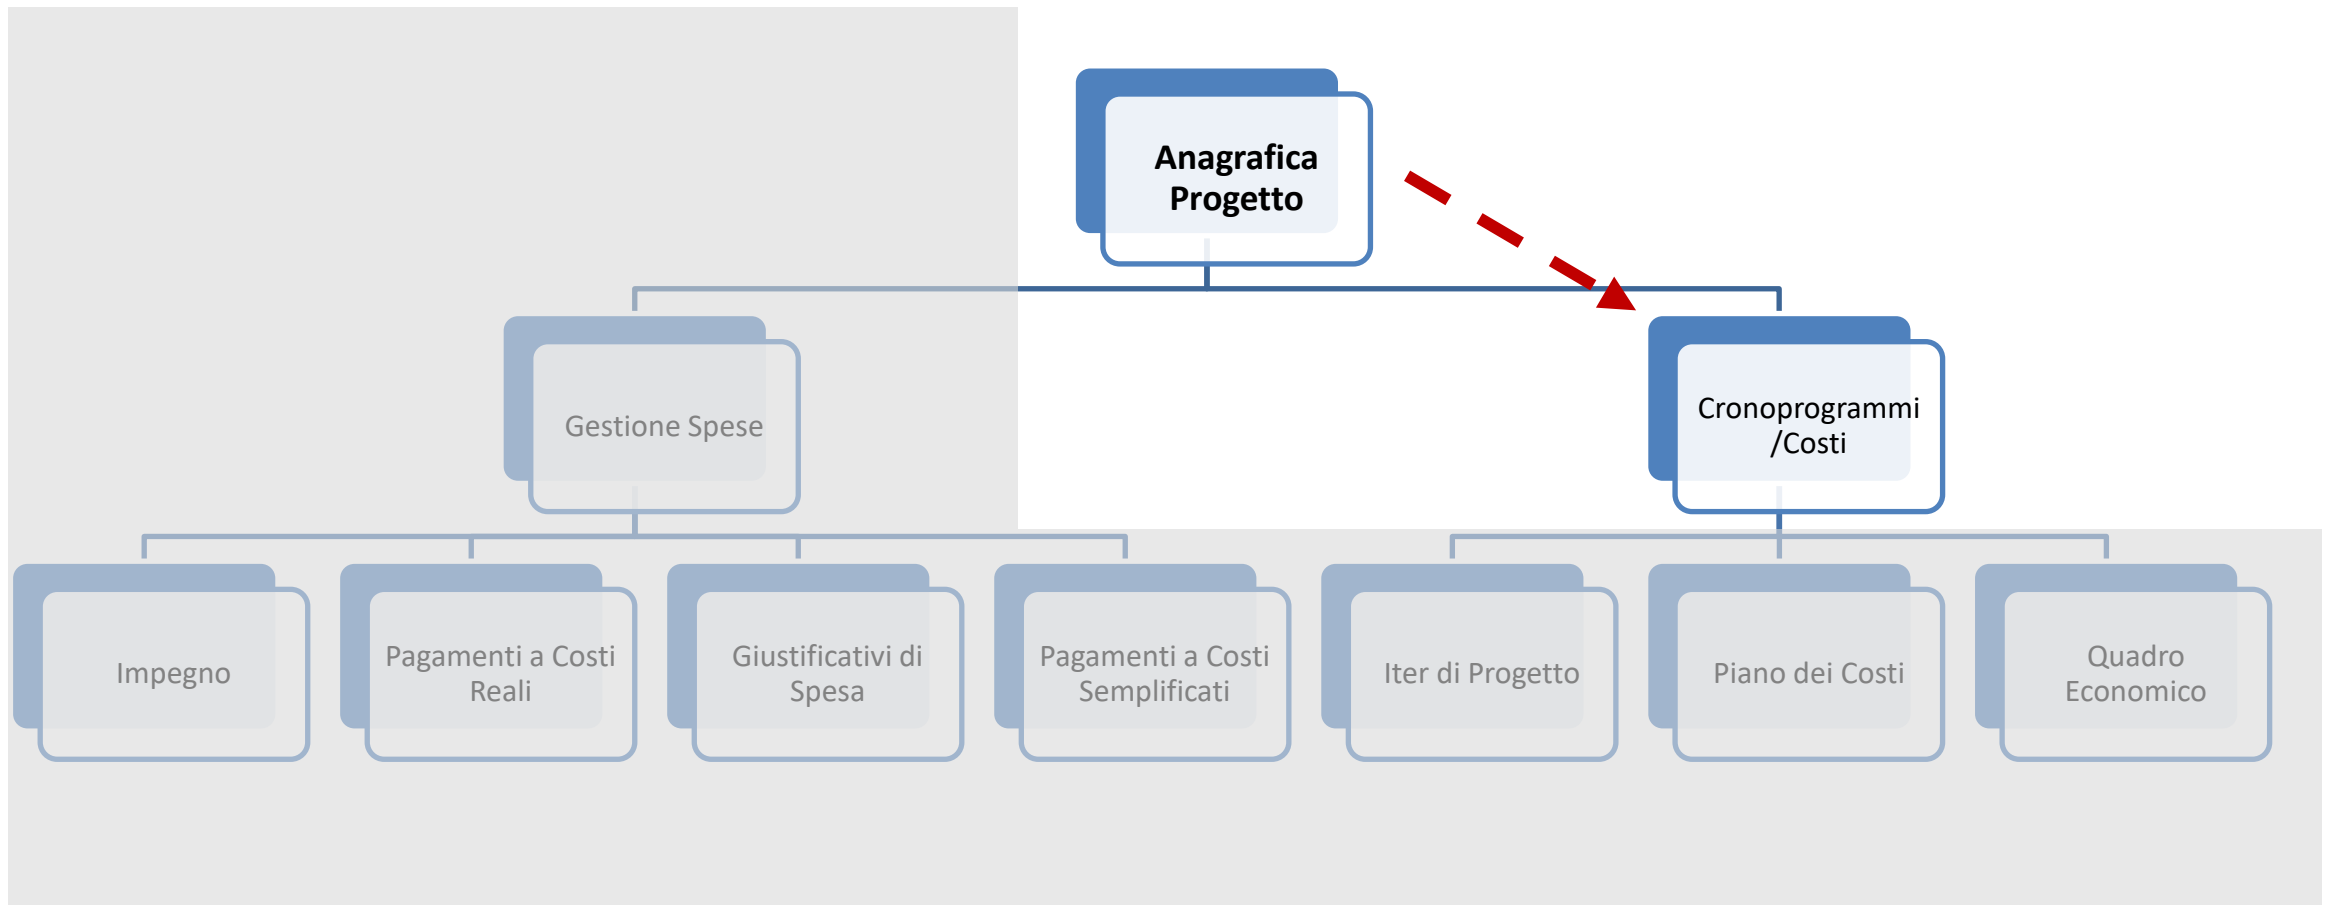 Anagrafica
Progetto
Gestione Spese
Cronoprogrammi
/Costi
Impegno
Pagamenti a Costi
Reali
Giustificativi di
Spesa
Pagamenti a Costi
Semplificati
Iter di Progetto
Piano dei Costi
Quadro
Economico